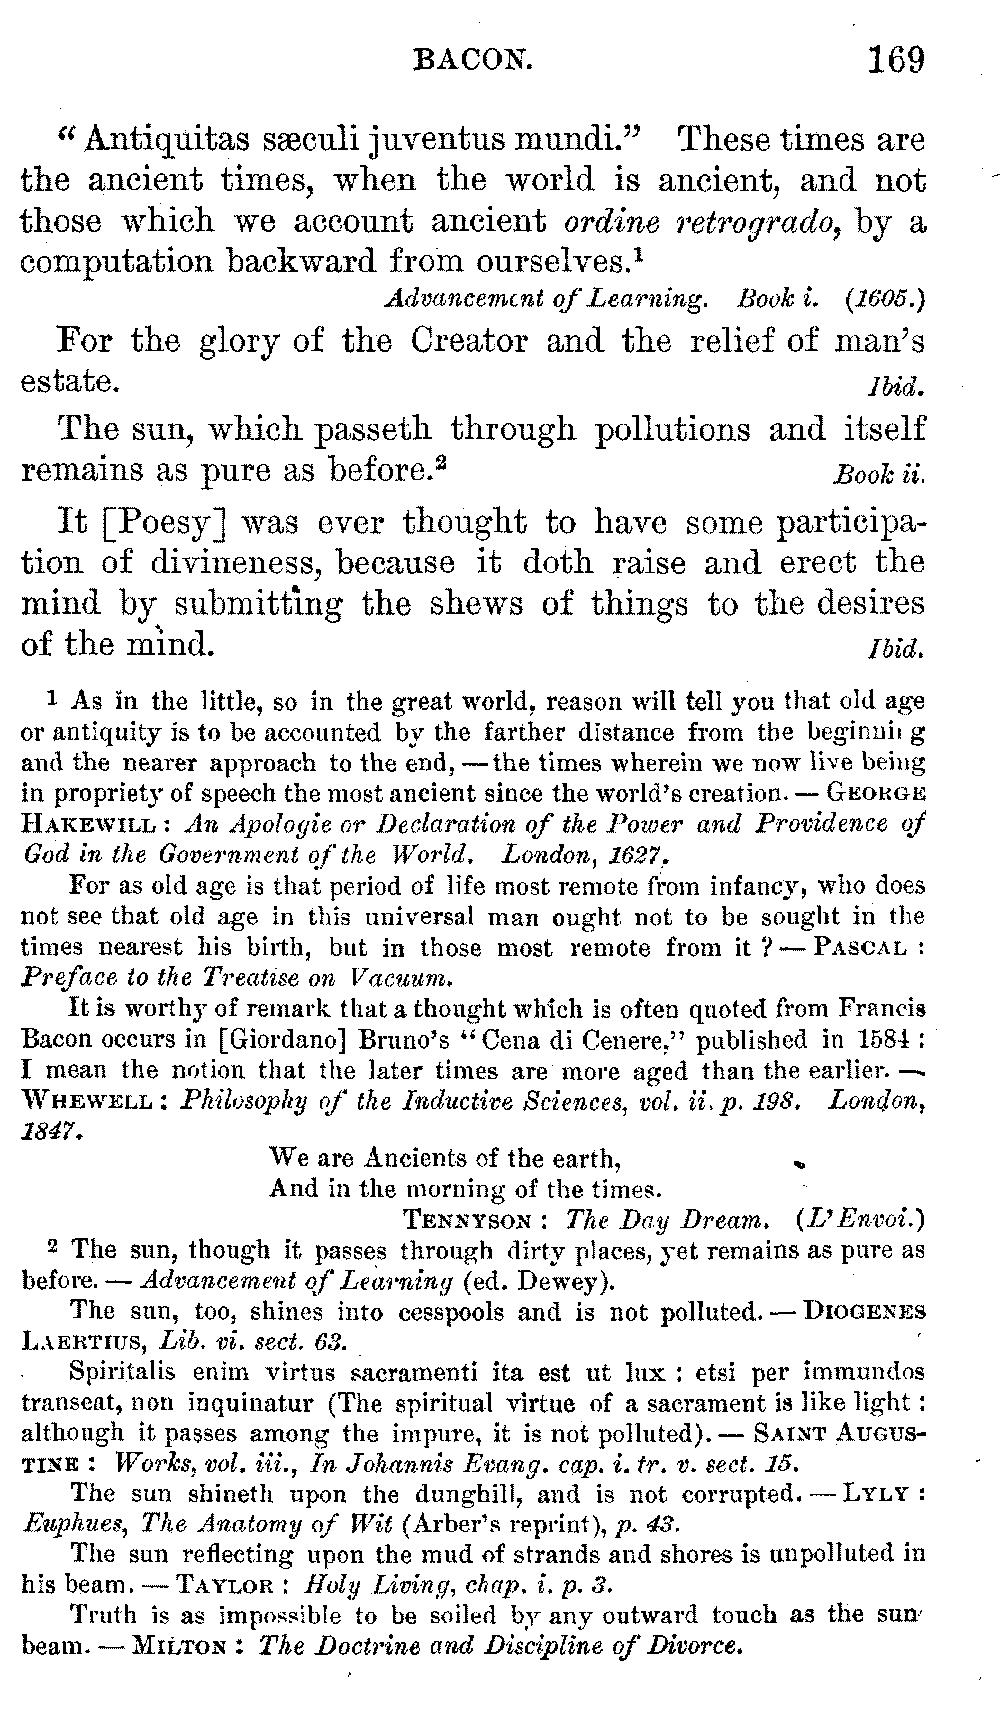 BACON. 169
“Antiquitas sæculi juventus mundi.” These times are
the ancient times, when the world is ancient, and not
those which we account ancient ordine retrogrado, by a
computation backward from ourselves.¹
Advancement of Learning. Book i. (1605.)
For the glory of the Creator and the relief of man’s
estate. Ibid.
The sun, which passeth through pollutions and itself
remains as pure as before.² Book ii.
It [Poesy] was ever thought to have some participa-
tion of divineness, because it doth raise and erect the
mind by submitting the shews of things to the desires
of the mind. Ibid.
1 As in the little, so in the great world, reason will tell you that old age
or antiquity is to be accounted by the farther distance from the beginning
and the nearer approach to the end, — the times wherein we now live being
in propriety of speech the most ancient since the world’s creation. — GEORGE
HAKEWILL : An Apologie or Declaration of the Power and Providence of
God in the Government of the World. London, 1627.
For as old age is that period of life most remote from infancy, who does
not see that old age in this universal man ought not to be sought in the
times nearest his birth, but in those most remote from it ? — PASCAL :
Preface to the Treatise on Vacuum.
It is worthy of remark that a thought which is often quoted from Francis
Bacon occurs in [Giordano] Bruno’s “Cena di Cenere,” published in 1584 :
I mean the notion that the later times are more aged than the earlier. —
WHEWELL : Philosophy of the Inductive Sciences, vol. ii. p. 198. London,
1847.
We are Ancients of the earth,
And in the morning of the times.
TENNYSON : The Day Dream. (L’Envoi.)
2 The sun, though it passes through dirty places, yet remains as pure as
before. — Advancement of Learning (ed. Dewey).
The sun, too, shines into cesspools and is not polluted. — DIOGENES
LAERTIUS, Lib. vi. sect. 63.
Spiritalis enim virtus sacramenti ita est ut lux : etsi per immundos
transeat, non inquinatur (The spiritual virtue of a sacrament is like light :
although it passes among the impure, it is not polluted). — SAINT AUGUS-
TINE : Works, vol. iii., In Johannis Evang. cap. i. tr. v. sect. 15.
The sun shineth upon the dunghill, and is not corrupted. — LYLY :
Euphues, The Anatomy of Wit (Arber’s reprint), p. 43.
The sun reflecting upon the mud of strands and shores is unpolluted in
his beam. — TAYLOR : Holy Living, chap. i. p. 3.
Truth is as impossible to be soiled by any outward touch as the sun-
beam. — MILTON : The Doctrine and Discipline of Divorce.